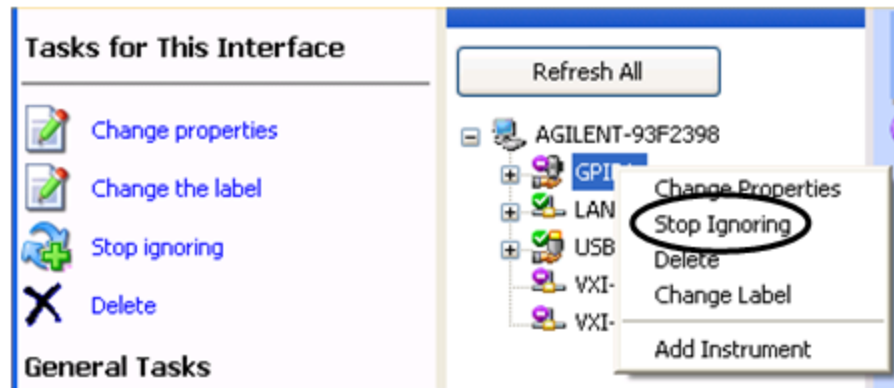 Tasks for This Interface
Change properties
Change the label
Stop ignoring
Delete
General Tasks
Refresh All
AGILENT-93F2398
LAN
USB
VXI-
VXI-
Change Properties
Stop Ignoring
Delete
Change Label
Add Instrument